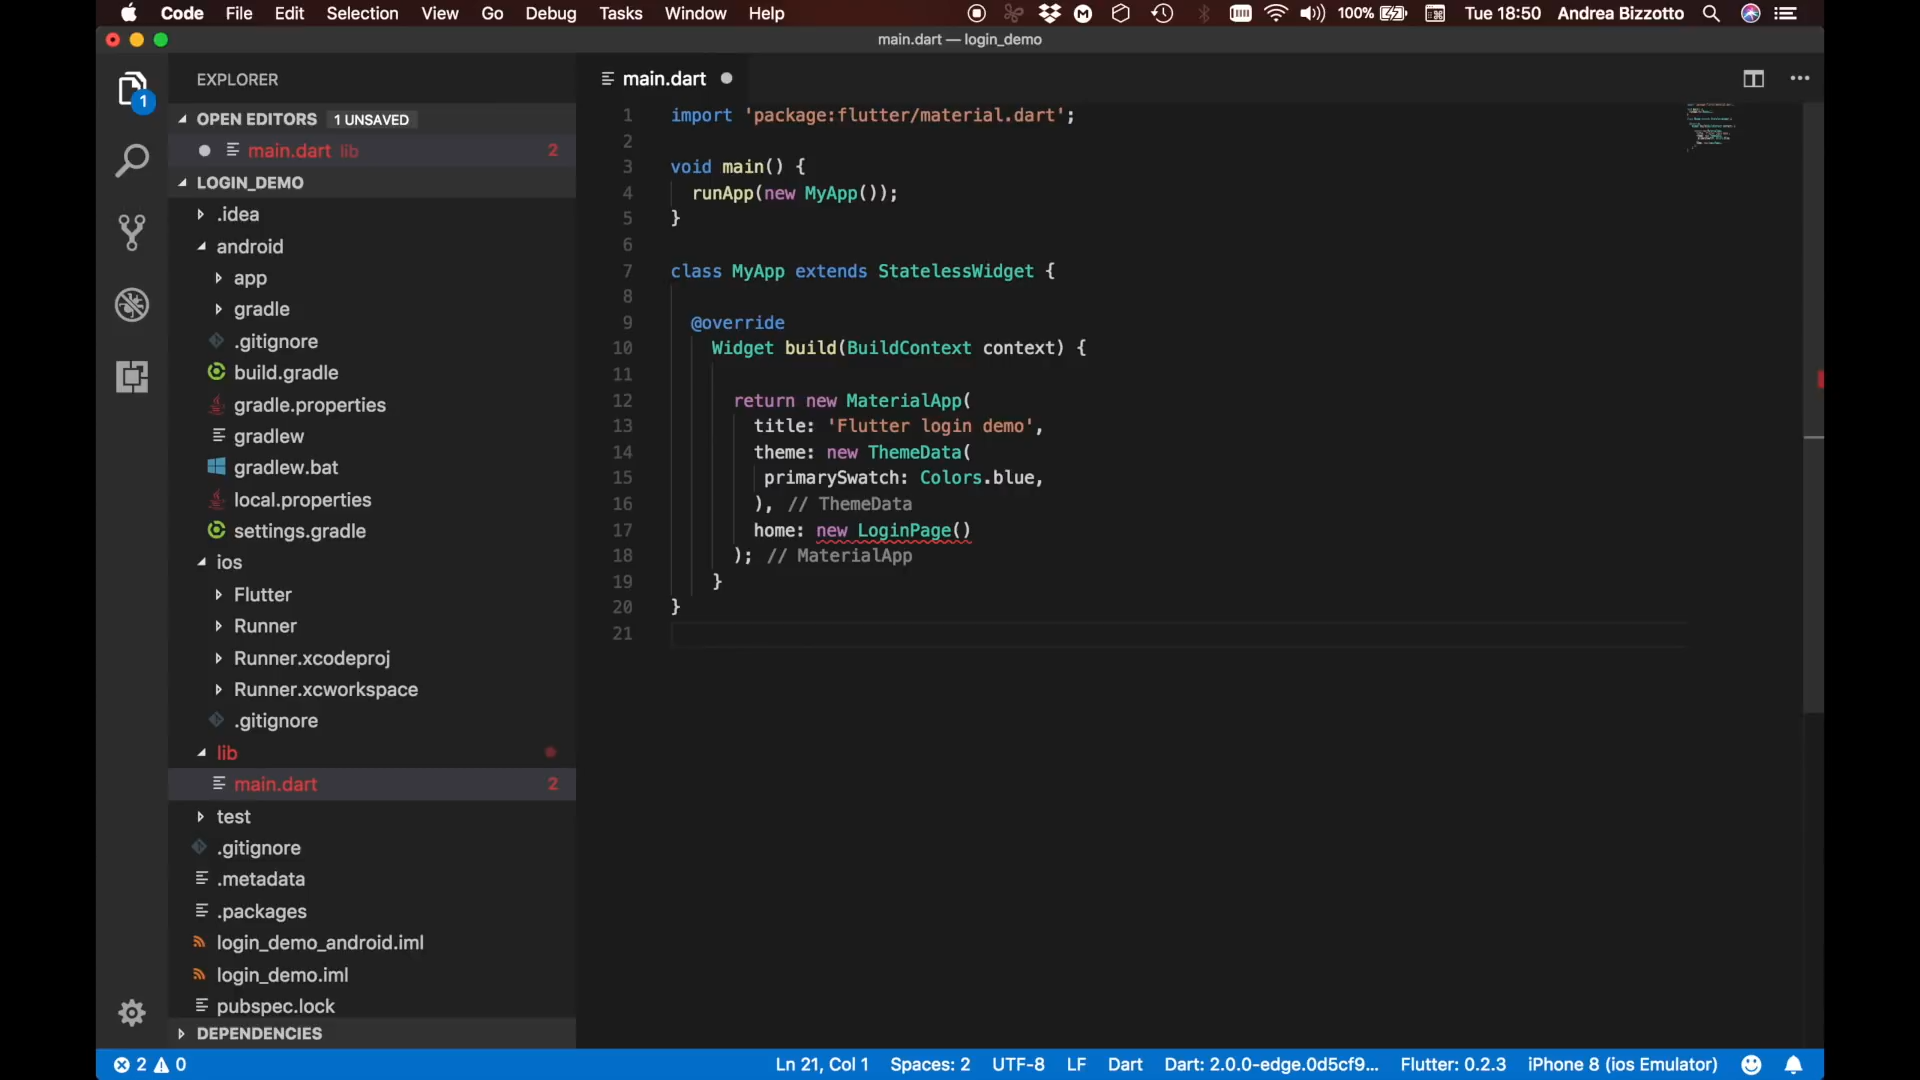 Code File Edit Selection View Go Debug Tasks Window Help 100% Tue 18:50 Andrea Bizzotto
main.dart — login_demo
EXPLORER
OPEN EDITORS 1 UNSAVED
main.dart lib 2
LOGIN_DEMO
.idea
android
app
gradle
.gitignore
build.gradle
gradle.properties
gradlew
gradlew.bat
local.properties
settings.gradle
ios
Flutter
Runner
Runner.xcodeproj
Runner.xcworkspace
.gitignore
lib
main.dart 2
test
.gitignore
.metadata
.packages
login_demo_android.iml
login_demo.iml
pubspec.lock
DEPENDENCIES
1
main.dart
1 import 'package:flutter/material.dart';
2
3 void main() {
4 runApp(new MyApp());
5 }
6
7 class MyApp extends StatelessWidget {
8
9 @override
10 Widget build(BuildContext context) {
11
12 return new MaterialApp(
13 title: 'Flutter login demo',
14 theme: new ThemeData(
15 primarySwatch: Colors.blue,
16 ), // ThemeData
17 home: new LoginPage()
18 ); // MaterialApp
19 }
20 }
21
2 0 Ln 21, Col 1 Spaces: 2 UTF-8 LF Dart Dart: 2.0.0-edge.0d5cf9... Flutter: 0.2.3 iPhone 8 (ios Emulator)